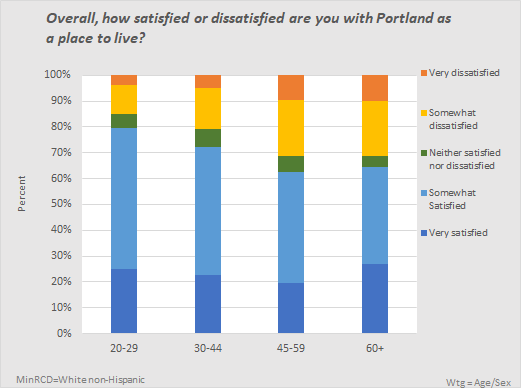 Overall, how satisfied or dissatisfied are you with Portland as
a place to live?
100%
90%
80%
70%
60%
50%
40%
30%
20%
10%
0%
Percent
20-29
30-44
45-59
60+
Very dissatisfied
Somewhat
dissatisfied
Neither satisfied
nor dissatisfied
Somewhat
Satisfied
Very satisfied
MinRCD=White non-Hispanic
Wtg = Age/Sex